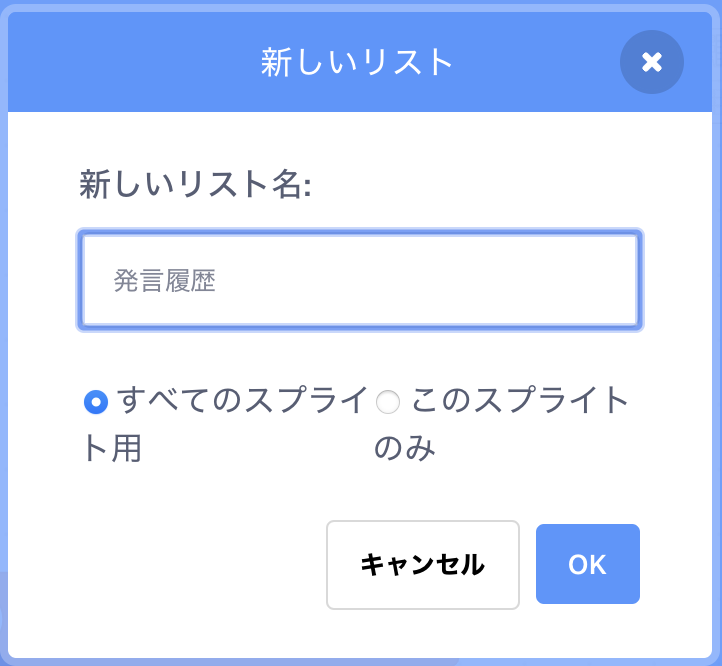 新しいリスト
新しいリスト名:
発言履歴
すべてのスプライ
ト用
このスプライト
のみ
キャンセル
OK